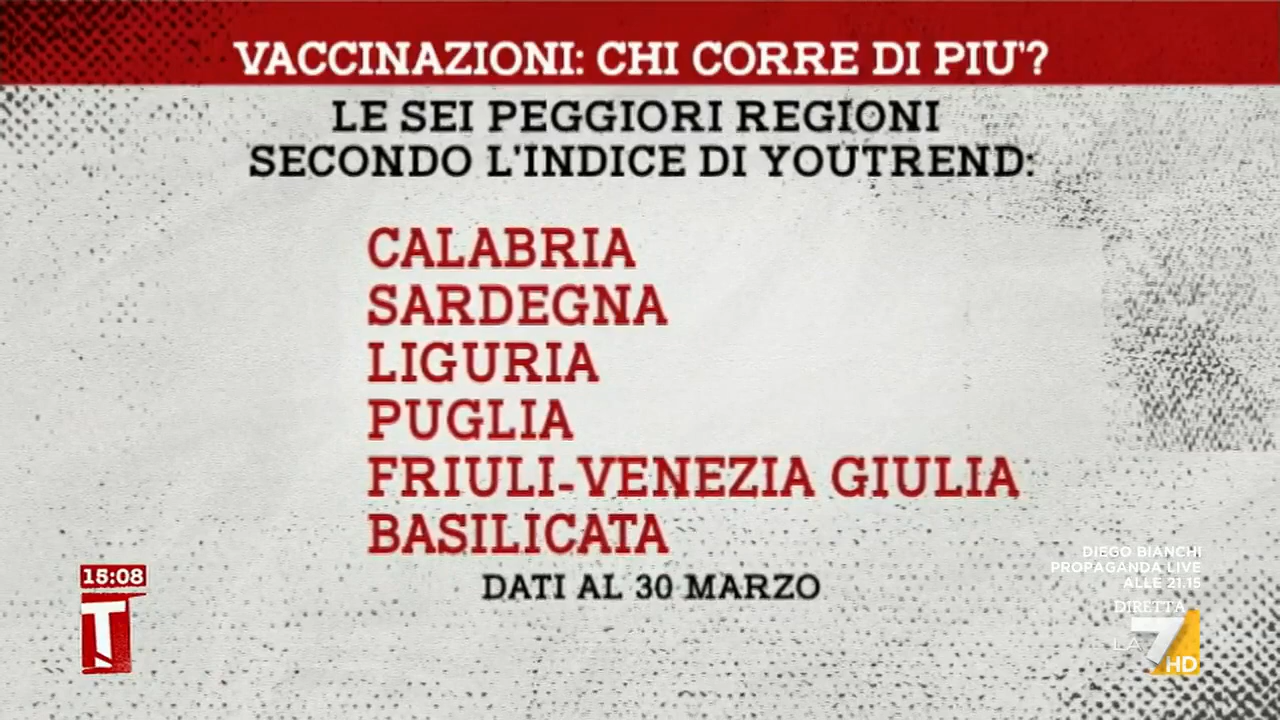 VACCINAZIONI: CHI CORRE DI PIU'?
LE SEI PEGGIORI REGIONI
SECONDO L'INDICE DI YOUTREND:
CALABRIA
SARDEGNA
LIGURIA
PUGLIA
FRIULI-VENEZIA GIULIA
BASILICATA
DATI AL 30 MARZO
15:08
T
DIEGO BIANCHI
PROPAGANDA LIVE
ALLE 21.15
DIRETTA
LA 7 HD